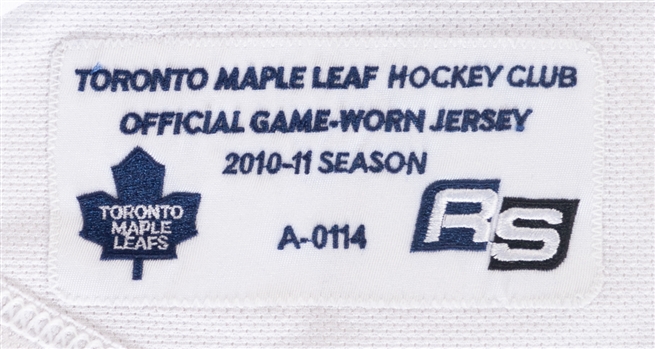 TORONTO MAPLE LEAF HOCKEY CLUB
OFFICIAL GAME-WORN JERSEY
2010-11 SEASON
TORONTO
MAPLE
LEAFS
A-0114
RS